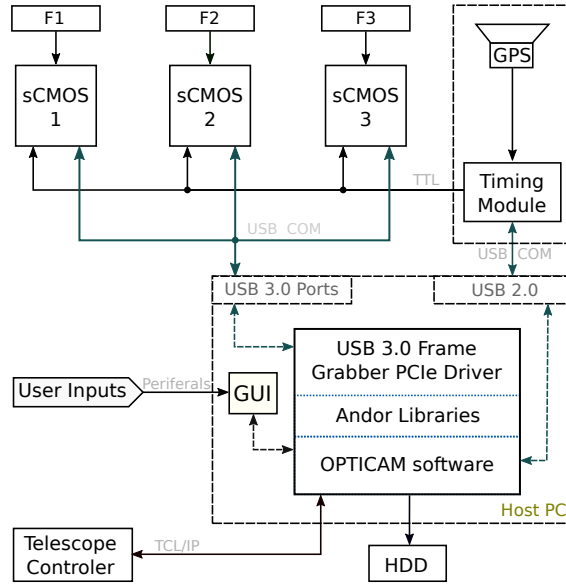 F1
F2
F3
GPS
sCMOS
1
sCMOS
2
sCMOS
3
TTL
Timing
Module
USB COM
USB COM
USB 3.0 Ports
USB 2.0
USB 3.0 Frame
Grabber PCIe Driver
User Inputs
Periferals
GUI
Andor Libraries
OPTICAM software
Host PC
Telescope
Controler
TCL/IP
HDD